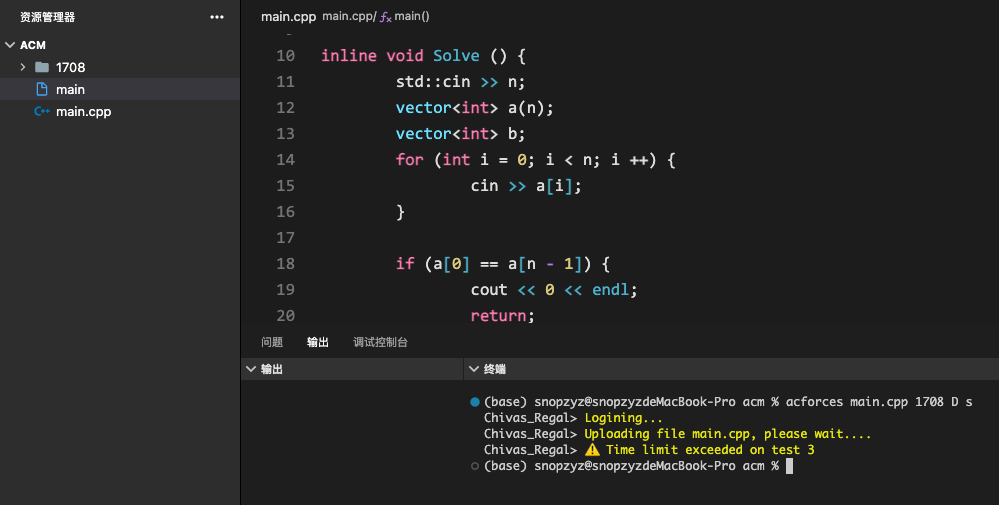 资源管理器
ACM
1708
main
main.cpp
main.cpp main.cpp/ main()
10 inline void Solve () {
11 std::cin >> n;
12 vector<int> a(n);
13 vector<int> b;
14 for (int i = 0; i < n; i ++) {
15 cin >> a[i];
16 }
17
18 if (a[0] == a[n - 1]) {
19 cout << 0 << endl;
20 return;
问题 输出 调试控制台
输出
终端
(base) snopzyz@snopzyzdeMacBook-Pro acm % acforces main.cpp 1708 D s
Chivas_Regal> Logining...
Chivas_Regal> Uploading file main.cpp, please wait....
Chivas_Regal> ⚠️ Time limit exceeded on test 3
(base) snopzyz@snopzyzdeMacBook-Pro acm %